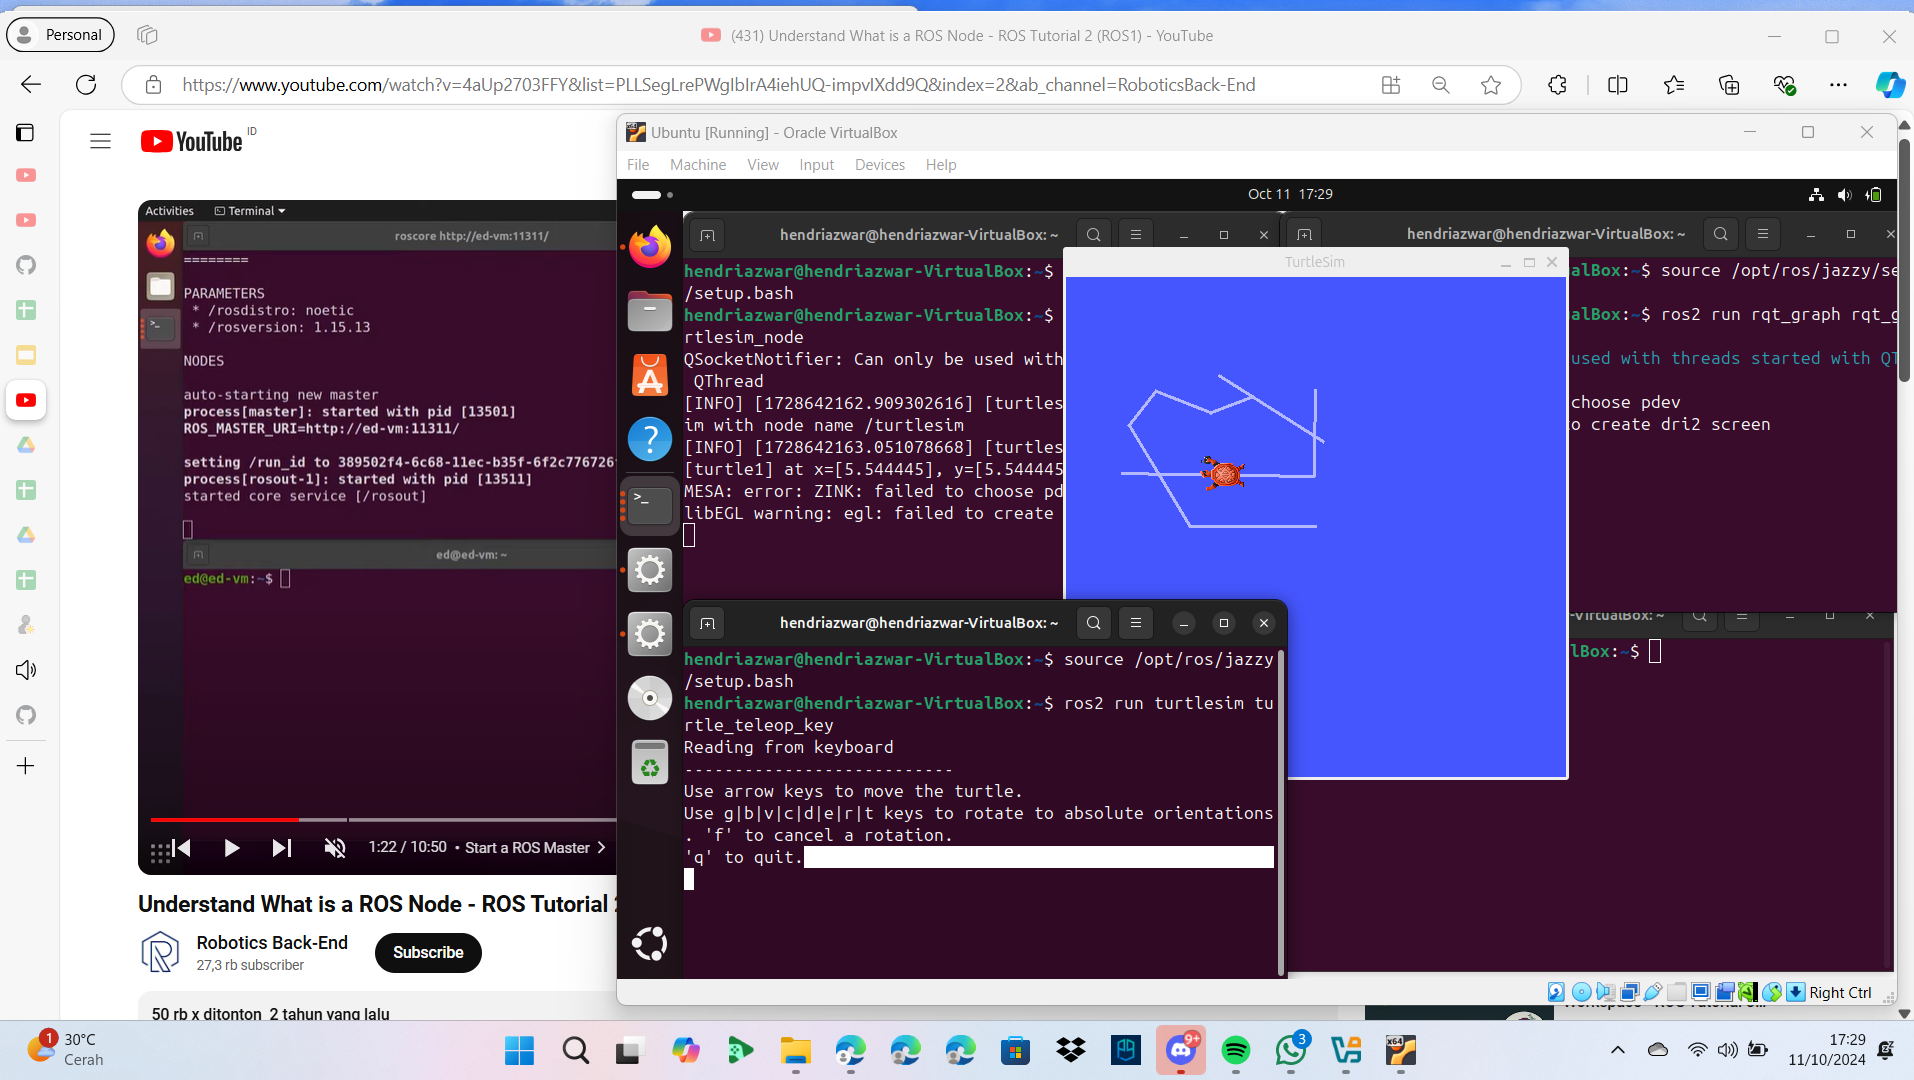 Personal
(431) Understand What is a ROS Node - ROS Tutorial 2 (ROS1) - YouTube
https://www.youtube.com/watch?v=4aUp2703FFY&list=PLLSegLrePWgIbIrA4iehUQ-impvIXdd9Q&index=2&ab_channel=RoboticsBack-End
YouTube ID
Activities
Terminal
roscore http://ed-vm:11311/
========
PARAMETERS
* /rosdistro: noetic
* /rosversion: 1.15.13
NODES
auto-starting new master
process[master]: started with pid [13501]
ROS_MASTER_URI=http://ed-vm:11311/
setting /run_id to 389502f4-6c68-11ec-b35f-6f2c776726
process[rosout-1]: started with pid [13511]
started core service [/rosout]
ed@ed-vm: ~
ed@ed-vm:~$
1:22 / 10:50 • Start a ROS Master
Understand What is a ROS Node - ROS Tutorial
Robotics Back-End
27,3 rb subscriber
Subscribe
50 rb x ditonton 2 tahun yang lalu
Ubuntu [Running] - Oracle VirtualBox
File Machine View Input Devices Help
Oct 11 17:29
hendriazwar@hendriazwar-VirtualBox: ~
hendriazwar@hendriazwar-VirtualBox:~$
/setup.bash
hendriazwar@hendriazwar-VirtualBox:~$
rtlesim_node
QSocketNotifier: Can only be used with
QThread
[INFO] [1728642162.909302616] [turtles
im with node name /turtlesim
[INFO] [1728642163.051078668] [turtles
[turtle1] at x=[5.544445], y=[5.544445
MESA: error: ZINK: failed to choose pd
libEGL warning: egl: failed to create
hendriazwar@hendriazwar-VirtualBox: ~
alBox:~$ source /opt/ros/jazzy/se
alBox:~$ ros2 run rqt_graph rqt_g
used with threads started with QT
choose pdev
to create dri2 screen
TurtleSim
hendriazwar@hendriazwar-VirtualBox: ~
hendriazwar@hendriazwar-VirtualBox:~$ source /opt/ros/jazzy
/setup.bash
hendriazwar@hendriazwar-VirtualBox:~$ ros2 run turtlesim tu
rtle_teleop_key
Reading from keyboard
---------------------------
Use arrow keys to move the turtle.
Use g|b|v|c|d|e|r|t keys to rotate to absolute orientations
. 'f' to cancel a rotation.
'q' to quit.
-VirtualBox: ~
lBox:~$
Right Ctrl
1
30°C
Cerah
9+
3
x64
17:29
11/10/2024